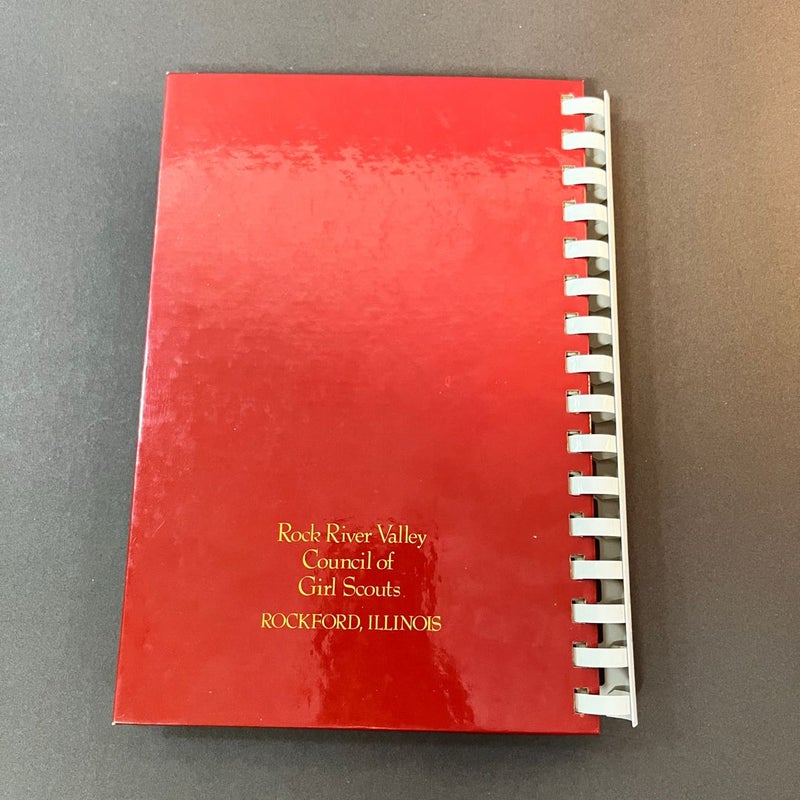 Rock River Valley
Council of
Girl Scouts
ROCKFORD, ILLINOIS